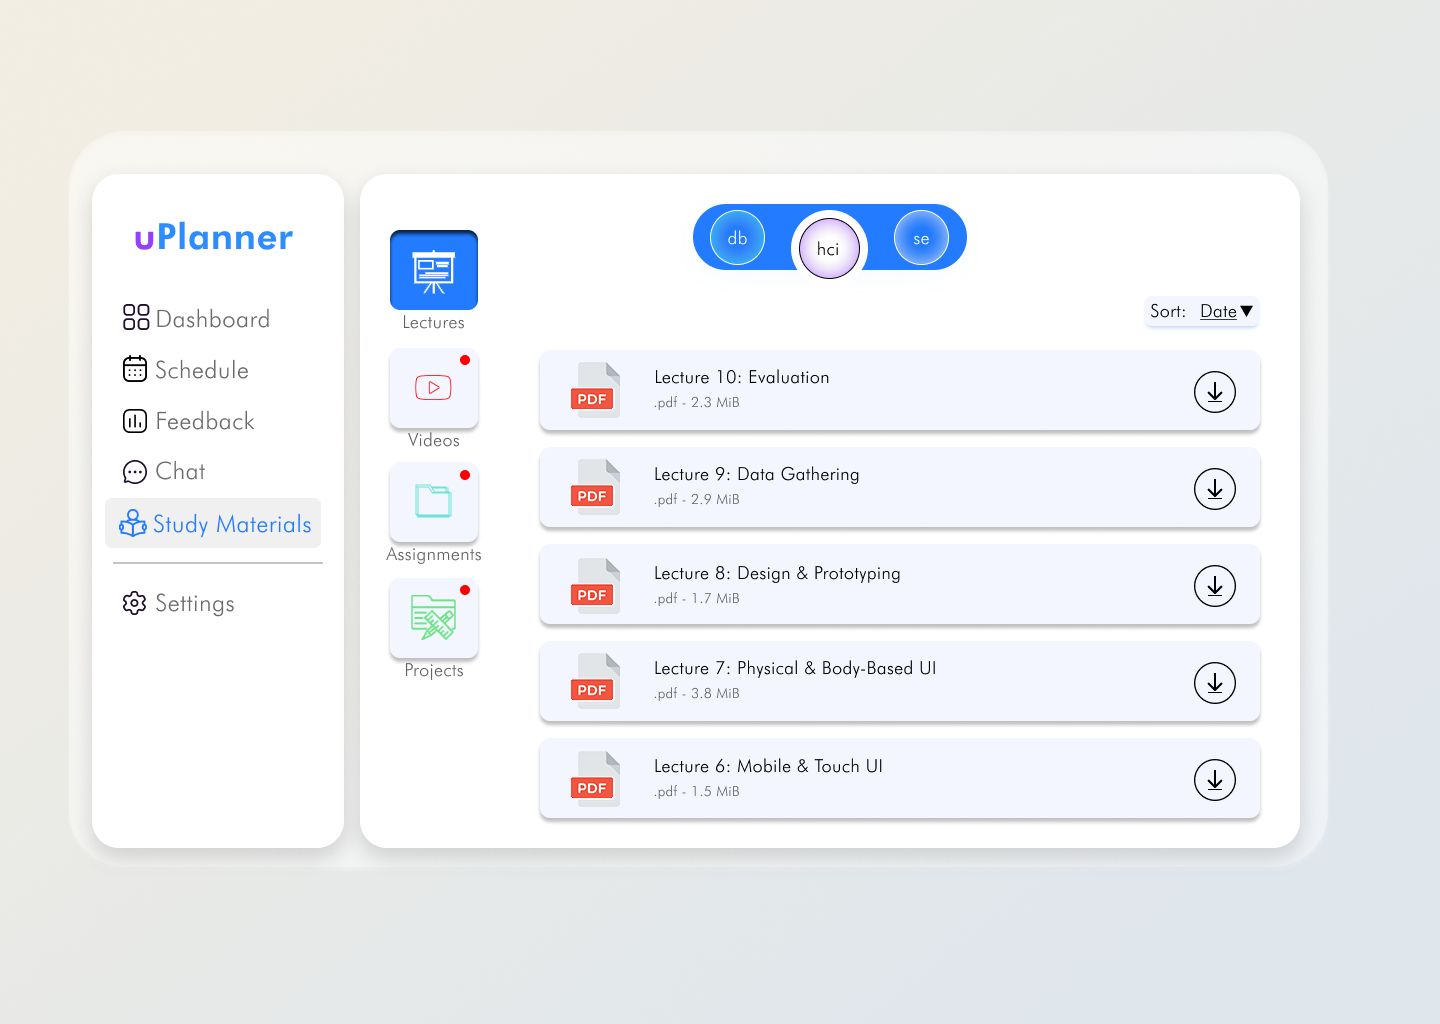 uPlanner
Dashboard
Schedule
Feedback
Chat
Study Materials
Settings
Lectures
Videos
Assignments
Projects
db
hci
se
Sort: Date▼
PDF
Lecture 10: Evaluation
.pdf - 2.3 MiB
PDF
Lecture 9: Data Gathering
.pdf - 2.9 MiB
PDF
Lecture 8: Design & Prototyping
.pdf - 1.7 MiB
PDF
Lecture 7: Physical & Body-Based UI
.pdf - 3.8 MiB
PDF
Lecture 6: Mobile & Touch UI
.pdf - 1.5 MiB